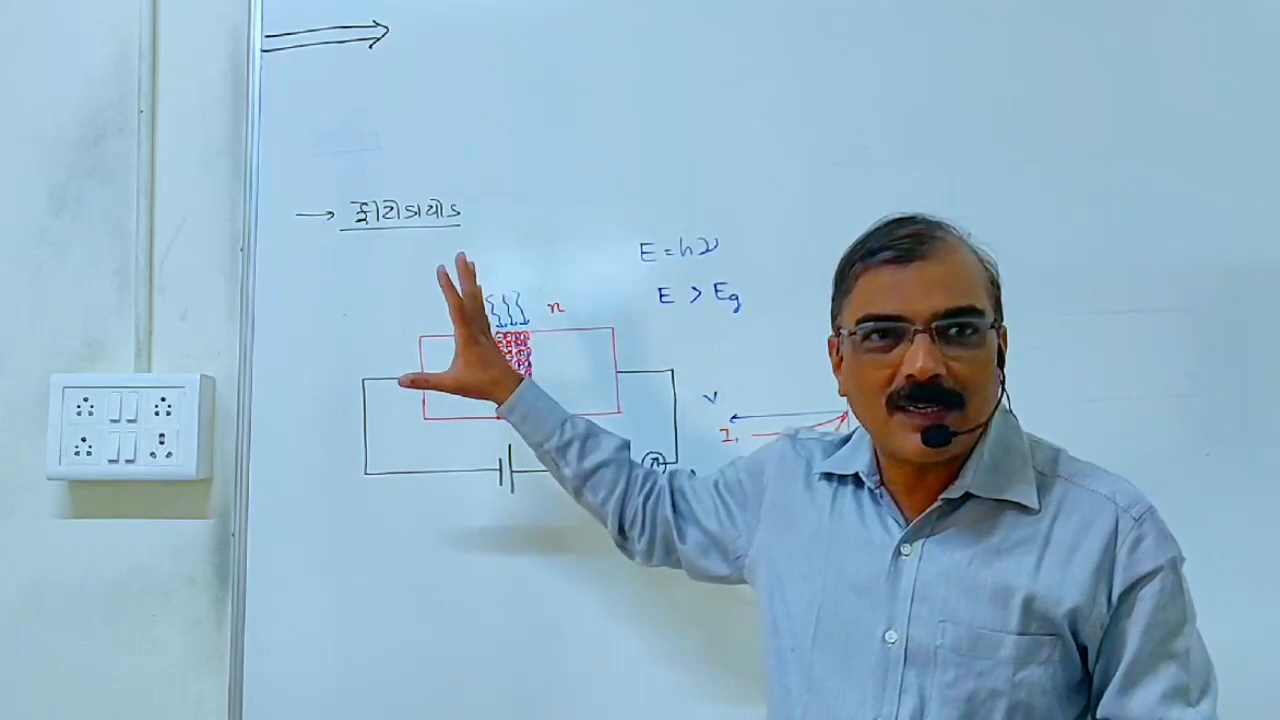 → ફોટોડાયોડ
n
E = hν
E > Eg
V
I,